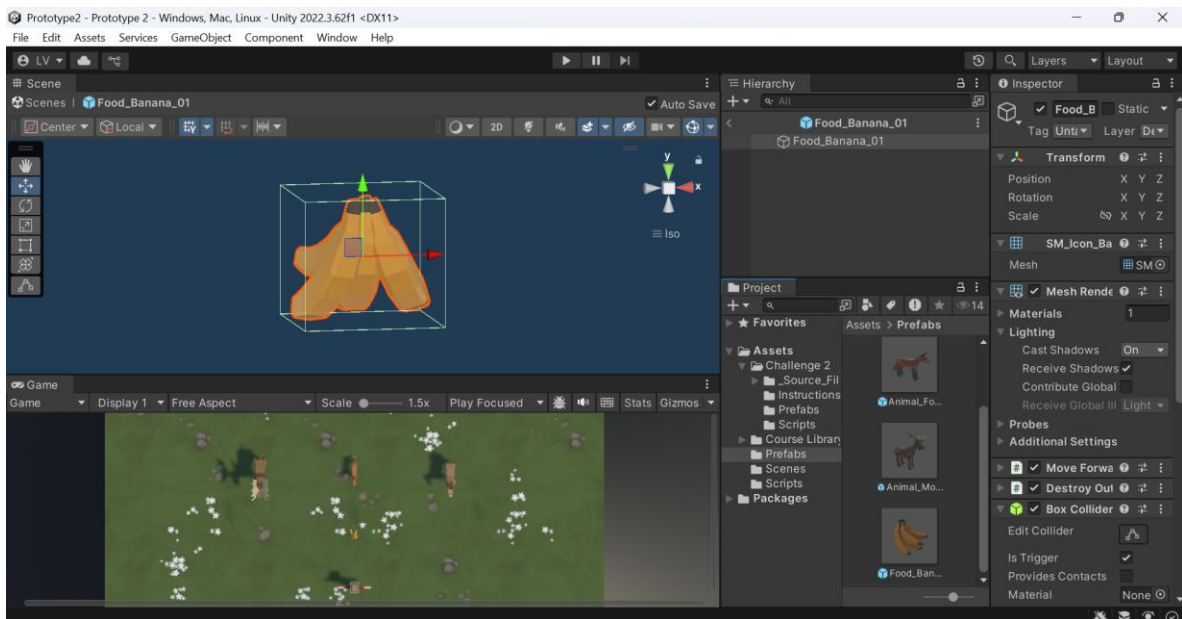 Prototype2 - Prototype 2 - Windows, Mac, Linux - Unity 2022.3.62f1 <DX11>
File Edit Assets Services GameObject Component Window Help
LV
Layers Layout
Scene
Scenes | Food_Banana_01
Auto Save
Center Local
2D
y
x
Iso
Game
Game Display 1 Free Aspect Scale 1.5x Play Focused Stats Gizmos
Hierarchy
All
Food_Banana_01
Food_Banana_01
Project
14
Favorites
Assets
Challenge 2
_Source_Fil
Instructions
Prefabs
Scripts
Course Library
Prefabs
Scenes
Scripts
Packages
Assets > Prefabs
Animal_Fo...
Animal_Mo...
Food_Ban...
Inspector
Food_B Static
Tag Unta Layer De
Transform
Position X Y Z
Rotation X Y Z
Scale X Y Z
SM_Icon_Ba
Mesh SM
Mesh Rende
Materials 1
Lighting
Cast Shadows On
Receive Shadows
Contribute Global
Receive Global Ill Light
Probes
Additional Settings
# Move Forwa
# Destroy Out
Box Collider
Edit Collider
Is Trigger
Provides Contacts
Material None